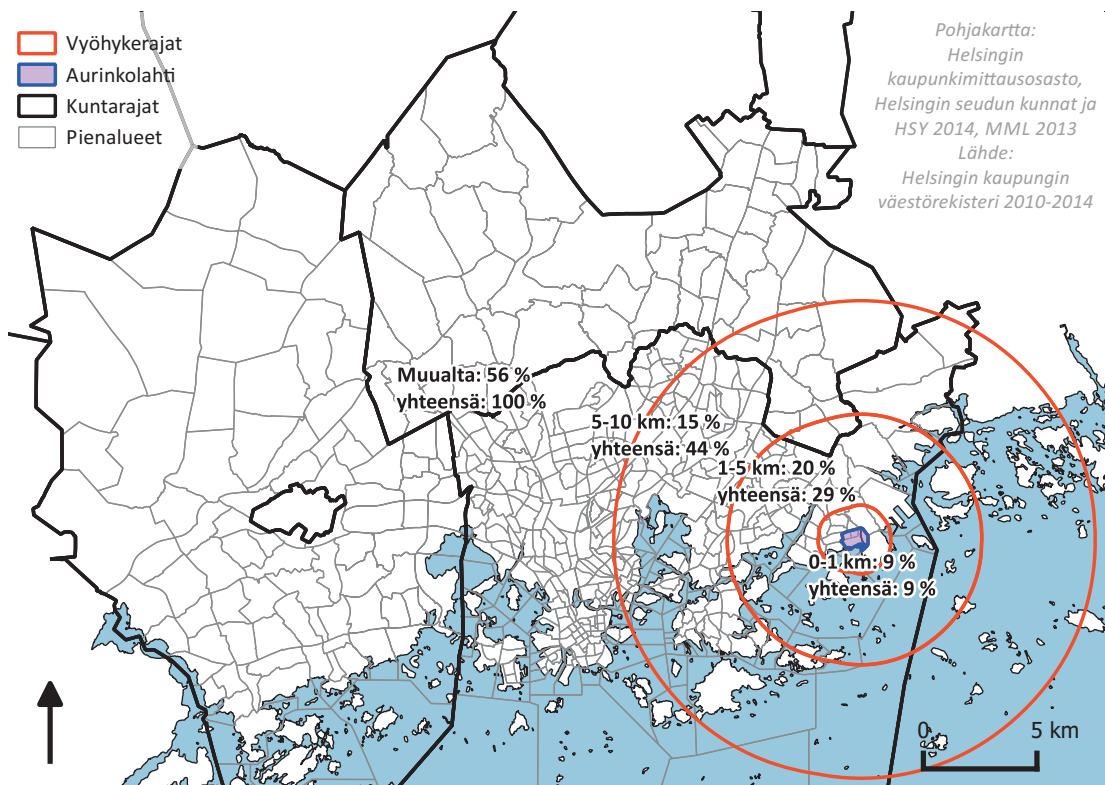 Vyöhykerajat
Aurinkolahti
Kuntarajat
Pienalueet
Pohjakartta:
Helsingin
kaupunkimittausosasto,
Helsingin seudun kunnat ja
HSY 2014, MML 2013
Lähde:
Helsingin kaupungin
väestörekisteri 2010-2014
Muualta: 56 %
yhteensä: 100 %
5-10 km: 15 %
yhteensä: 44 %
1-5 km: 20 %
yhteensä: 29 %
0-1 km: 9 %
yhteensä: 9 %
0 5 km